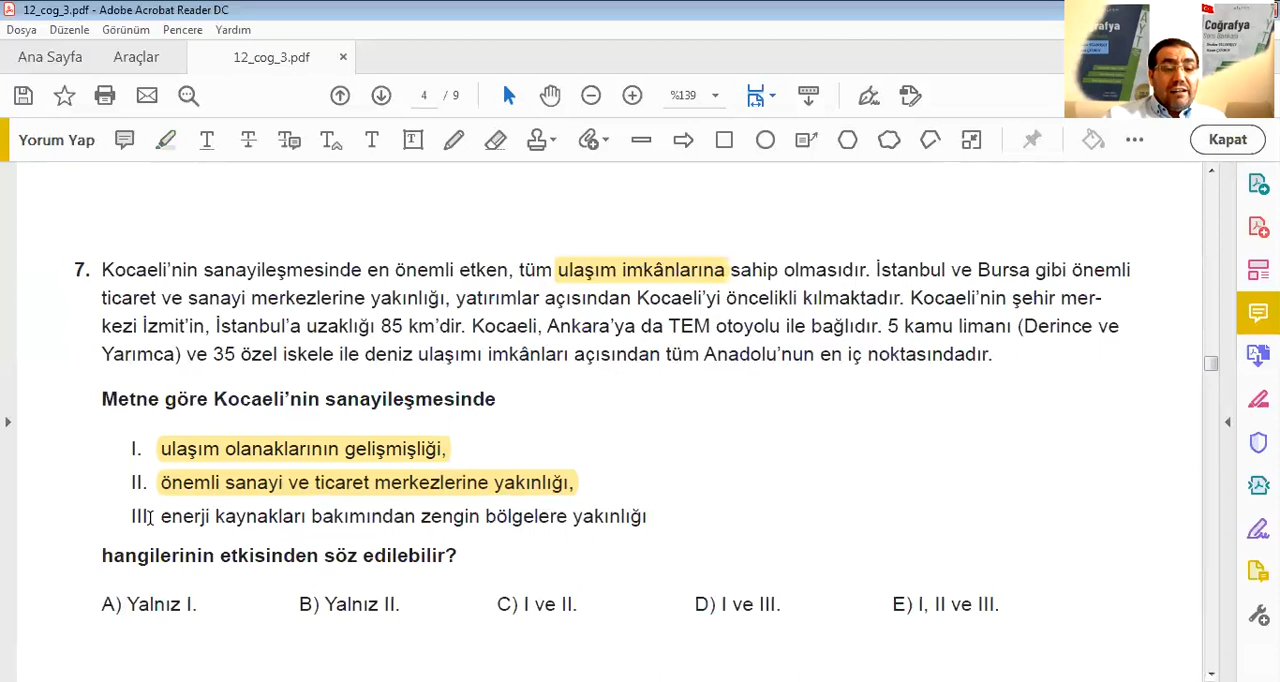 12_cog_3.pdf - Adobe Acrobat Reader DC
Dosya Düzenle Görünüm Pencere Yardım
Ana Sayfa Araçlar 12_cog_3.pdf ×
4 / 9 %139
Yorum Yap Kapat
Coğrafya
7. Kocaeli’nin sanayileşmesinde en önemli etken, tüm ulaşım imkânlarına sahip olmasıdır. İstanbul ve Bursa gibi önemli
ticaret ve sanayi merkezlerine yakınlığı, yatırımlar açısından Kocaeli’yi öncelikli kılmaktadır. Kocaeli’nin şehir mer-
kezi İzmit’in, İstanbul’a uzaklığı 85 km’dir. Kocaeli, Ankara’ya da TEM otoyolu ile bağlıdır. 5 kamu limanı (Derince ve
Yarımca) ve 35 özel iskele ile deniz ulaşımı imkânları açısından tüm Anadolu’nun en iç noktasındadır.
Metne göre Kocaeli’nin sanayileşmesinde
I. ulaşım olanaklarının gelişmişliği,
II. önemli sanayi ve ticaret merkezlerine yakınlığı,
III. enerji kaynakları bakımından zengin bölgelere yakınlığı
hangilerinin etkisinden söz edilebilir?
A) Yalnız I. B) Yalnız II. C) I ve II. D) I ve III. E) I, II ve III.